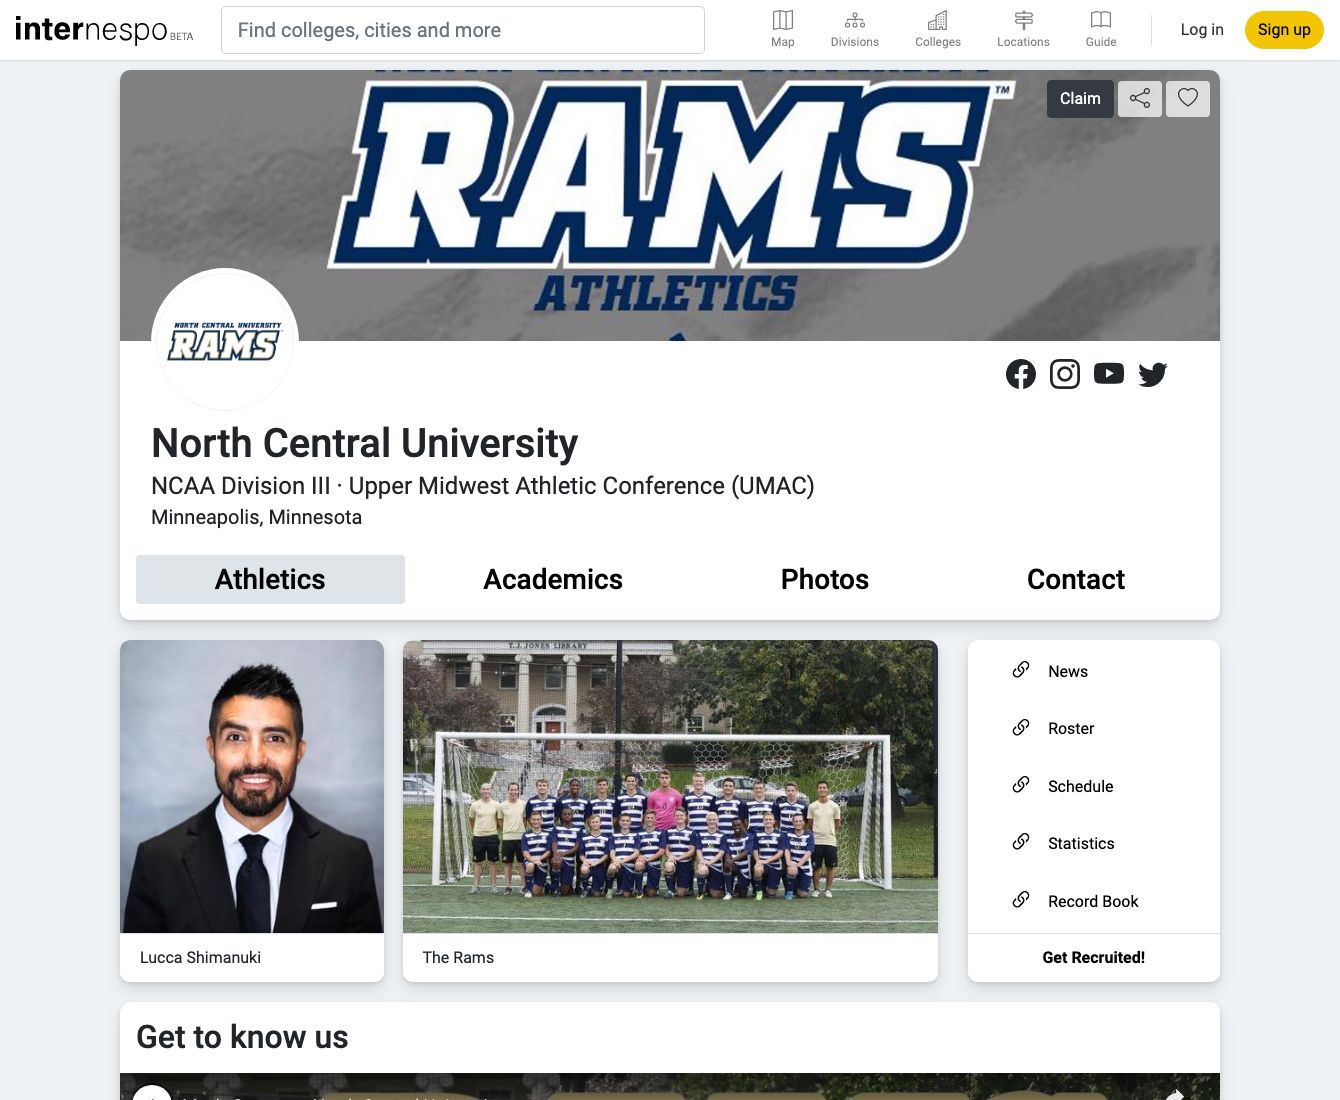 internespo BETA
Find colleges, cities and more
Map
Divisions
Colleges
Locations
Guide
Log in
Sign up
NORTH CENTRAL UNIVERSITY
RAMS™
ATHLETICS
Claim
NORTH CENTRAL UNIVERSITY
RAMS
North Central University
NCAA Division III · Upper Midwest Athletic Conference (UMAC)
Minneapolis, Minnesota
Athletics
Academics
Photos
Contact
T. J. JONES LIBRARY
Lucca Shimanuki
The Rams
News
Roster
Schedule
Statistics
Record Book
Get Recruited!
Get to know us